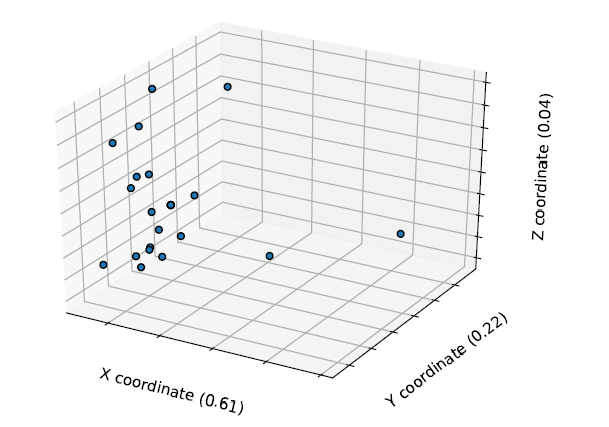 Z coordinate (0.04)
X coordinate (0.61)
Y coordinate (0.22)